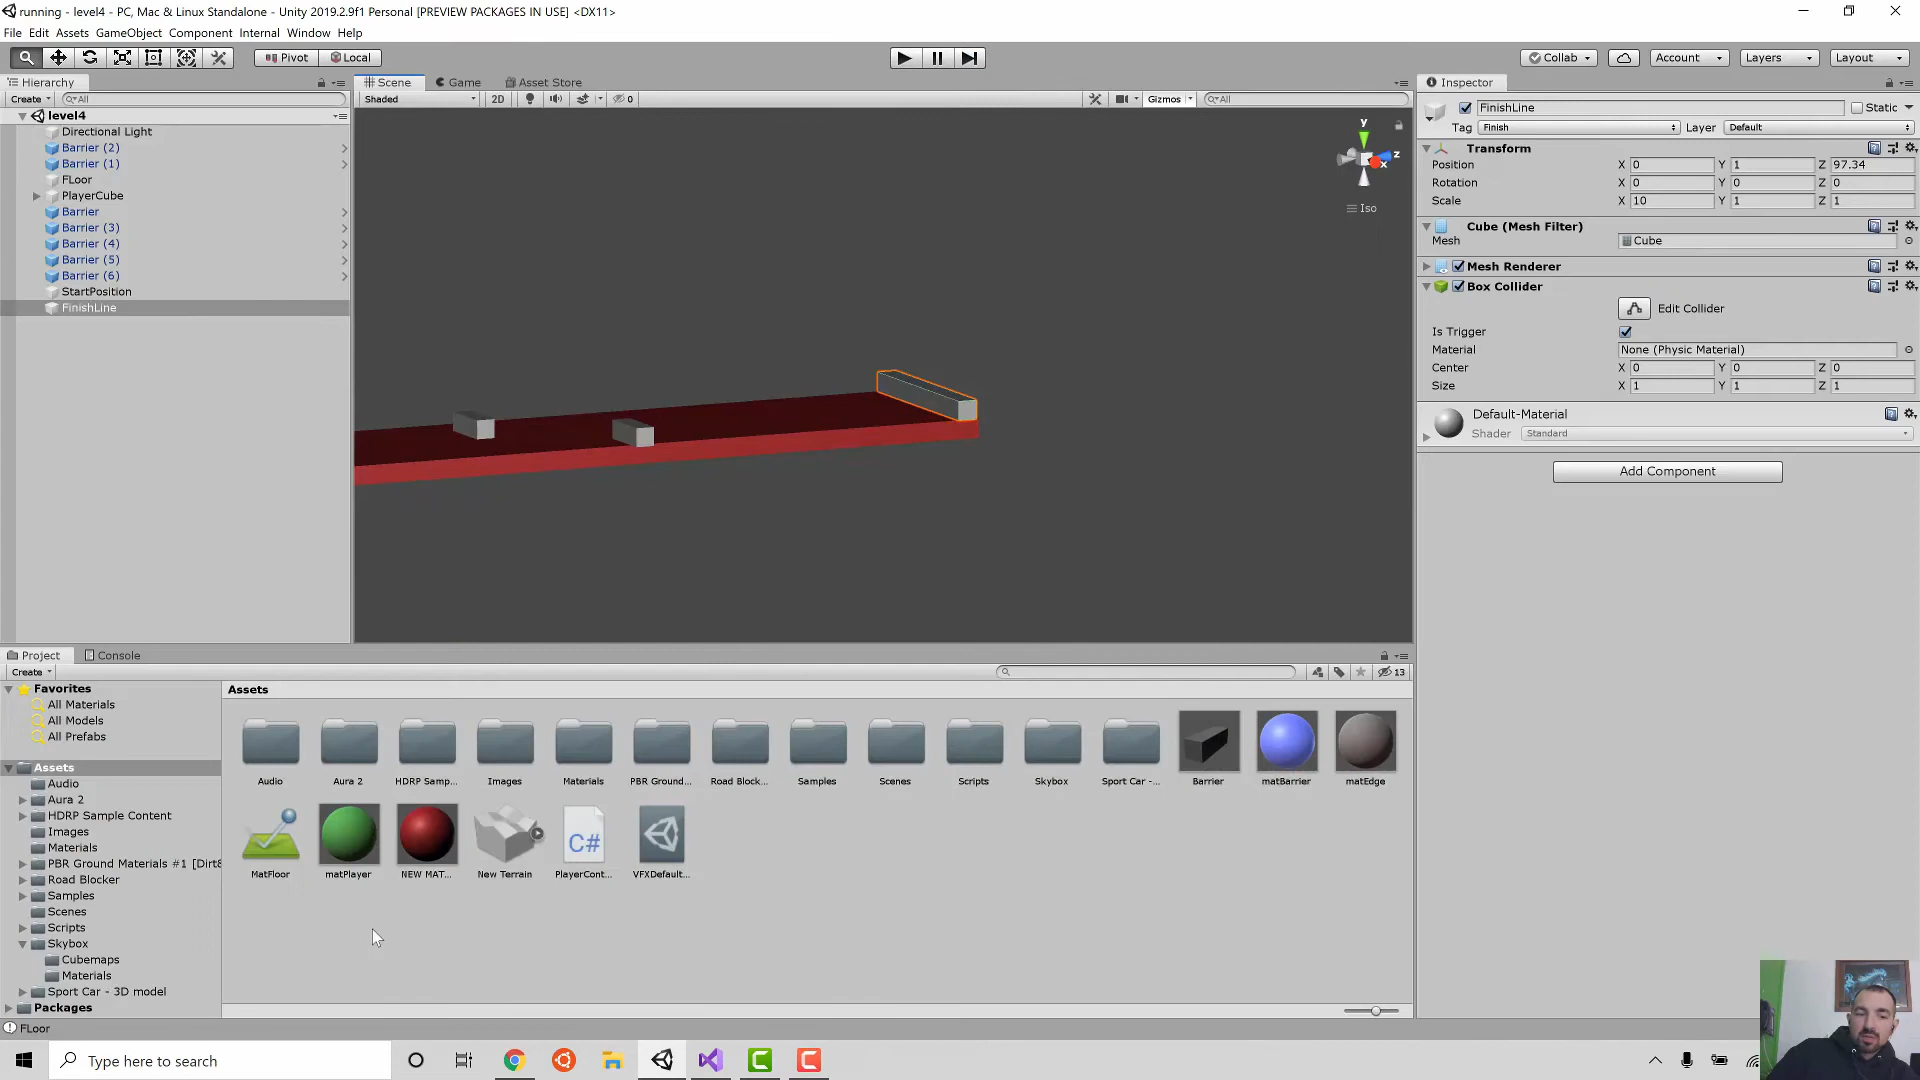 running - level4 - PC, Mac & Linux Standalone - Unity 2019.2.9f1 Personal [PREVIEW PACKAGES IN USE] <DX11>
File Edit Assets GameObject Component Internal Window Help
Pivot Local Collab Account Layers Layout
Hierarchy Scene Game Asset Store Inspector
Create All Shaded 2D 0 Gizmos All
level4
Directional Light
Barrier (2)
Barrier (1)
FLoor
PlayerCube
Barrier
Barrier (3)
Barrier (4)
Barrier (5)
Barrier (6)
StartPosition
FinishLine
y
z
x
Iso
FinishLine Static
Tag Finish Layer Default
Transform
Position X 0 Y 1 Z 97.34
Rotation X 0 Y 0 Z 0
Scale X 10 Y 1 Z 1
Cube (Mesh Filter)
Mesh Cube
Mesh Renderer
Box Collider
Edit Collider
Is Trigger
Material None (Physic Material)
Center X 0 Y 0 Z 0
Size X 1 Y 1 Z 1
Default-Material
Shader Standard
Add Component
Project Console
Create 13
Favorites
All Materials
All Models
All Prefabs
Assets
Audio
Aura 2
HDRP Sample Content
Images
Materials
PBR Ground Materials #1 [Dirt&
Road Blocker
Samples
Scenes
Scripts
Skybox
Cubemaps
Materials
Sport Car - 3D model
Packages
Assets
Audio Aura 2 HDRP Samp... Images Materials PBR Ground... Road Block... Samples Scenes Scripts Skybox Sport Car -... Barrier matBarrier matEdge
C#
MatFloor matPlayer NEW MAT... New Terrain PlayerCont... VFXDefault...
FLoor
Type here to search